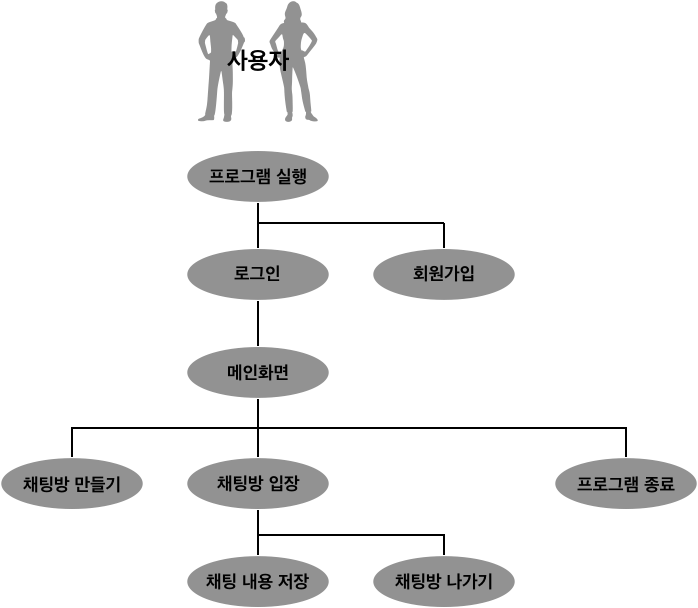 사용자
프로그램 실행
로그인
회원가입
메인화면
채팅방 만들기
채팅방 입장
프로그램 종료
채팅 내용 저장
채팅방 나가기